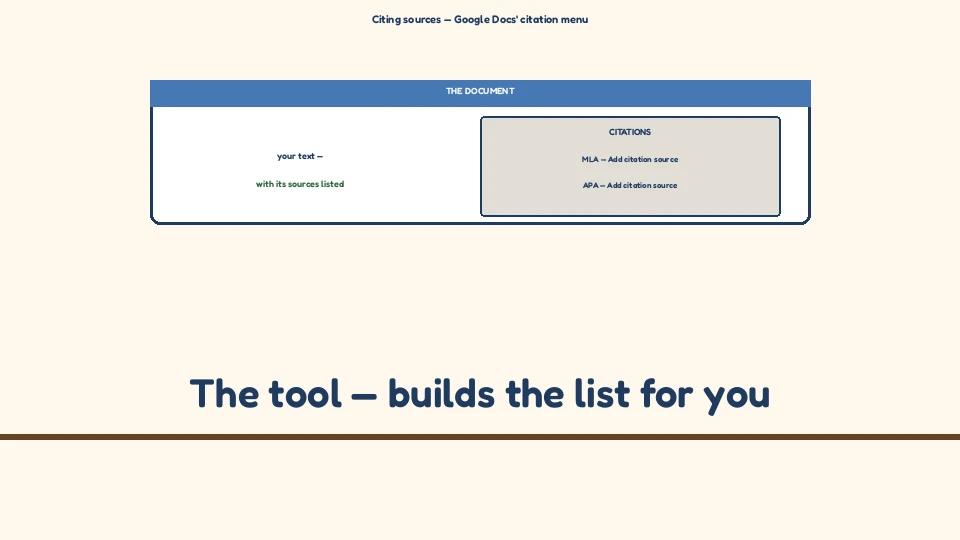 Citing sources — Google Docs' citation menu
THE DOCUMENT
your text —
with its sources listed
CITATIONS
MLA — Add citation source
APA — Add citation source
The tool — builds the list for you